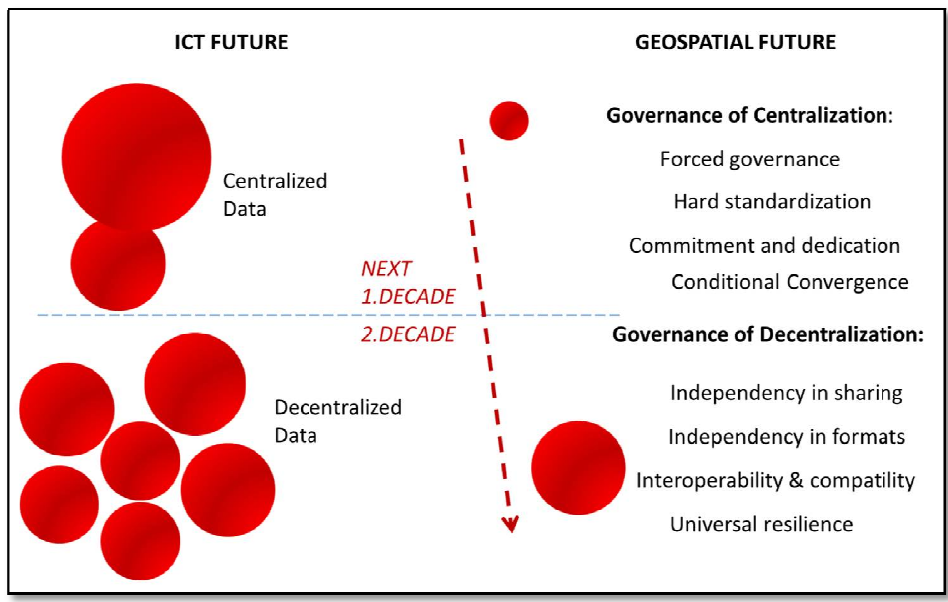 ICT FUTURE
GEOSPATIAL FUTURE
Centralized
Data
NEXT
1.DECADE
2.DECADE
Decentralized
Data
Governance of Centralization:
Forced governance
Hard standardization
Commitment and dedication
Conditional Convergence
Governance of Decentralization:
Independency in sharing
Independency in formats
Interoperability & compatility
Universal resilience